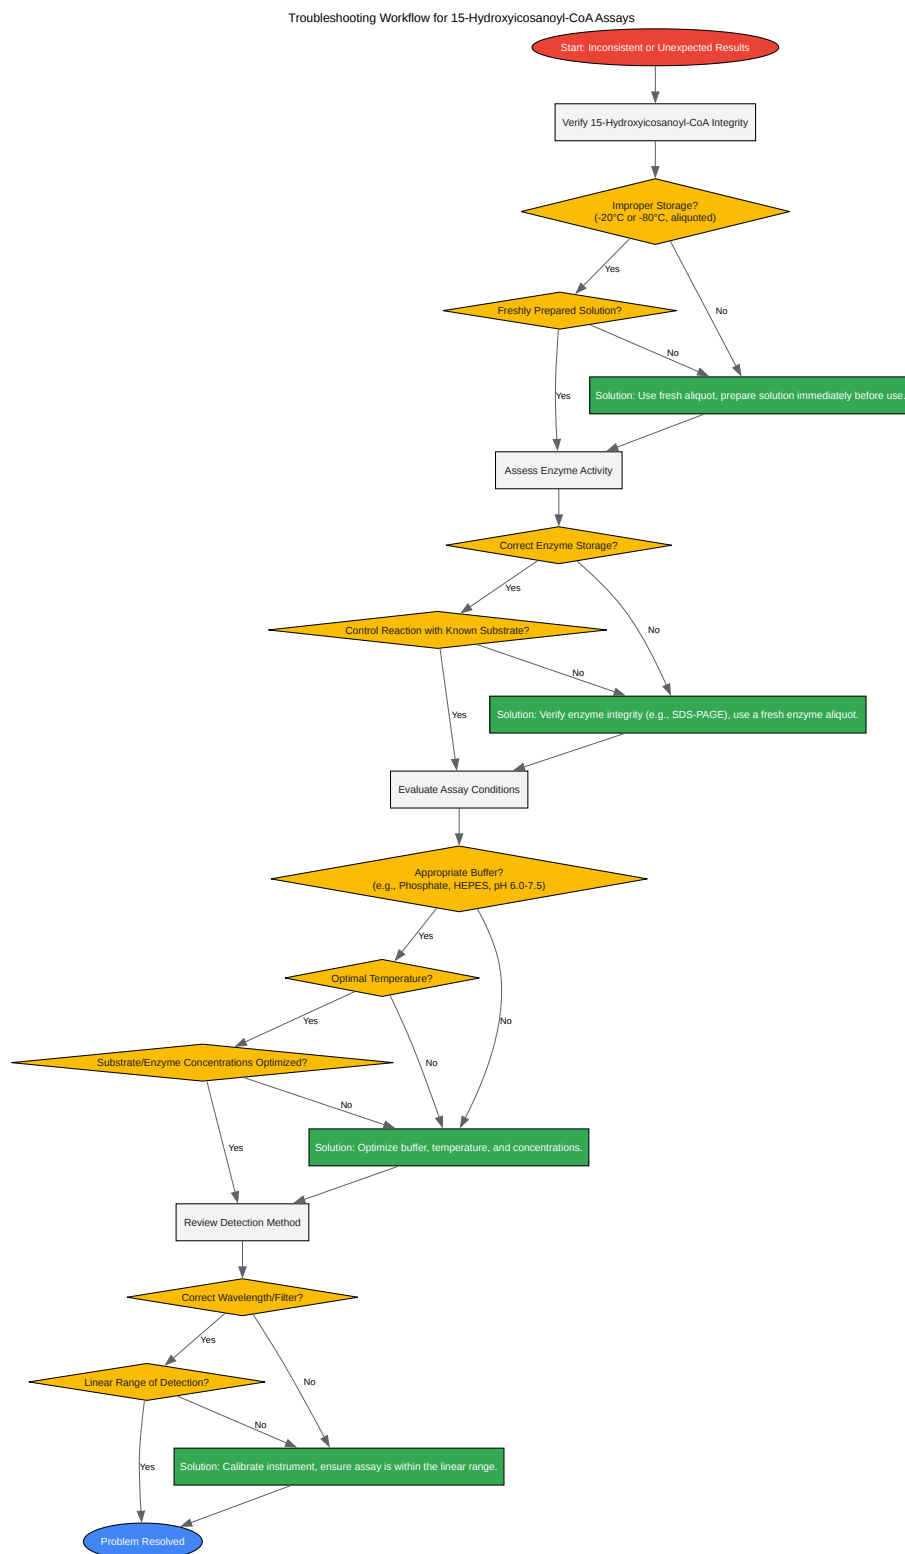 Troubleshooting Workflow for 15-Hydroxyicosanoyl-CoA Assays
Start: Inconsistent or Unexpected Results
Verify 15-Hydroxyicosanoyl-CoA Integrity
Improper Storage?
(-20°C or -80°C, aliquoted)
Yes
No
Freshly Prepared Solution?
No
Yes
Solution: Use fresh aliquot, prepare solution immediately before use.
Assess Enzyme Activity
Correct Enzyme Storage?
Yes
No
Control Reaction with Known Substrate?
No
Yes
Solution: Verify enzyme integrity (e.g., SDS-PAGE), use a fresh enzyme aliquot.
Evaluate Assay Conditions
Appropriate Buffer?
(e.g., Phosphate, HEPES, pH 6.0-7.5)
Yes
No
Optimal Temperature?
Yes
No
Substrate/Enzyme Concentrations Optimized?
No
Yes
Solution: Optimize buffer, temperature, and concentrations.
Review Detection Method
Correct Wavelength/Filter?
Yes
No
Linear Range of Detection?
No
Yes
Solution: Calibrate instrument, ensure assay is within the linear range.
Problem Resolved